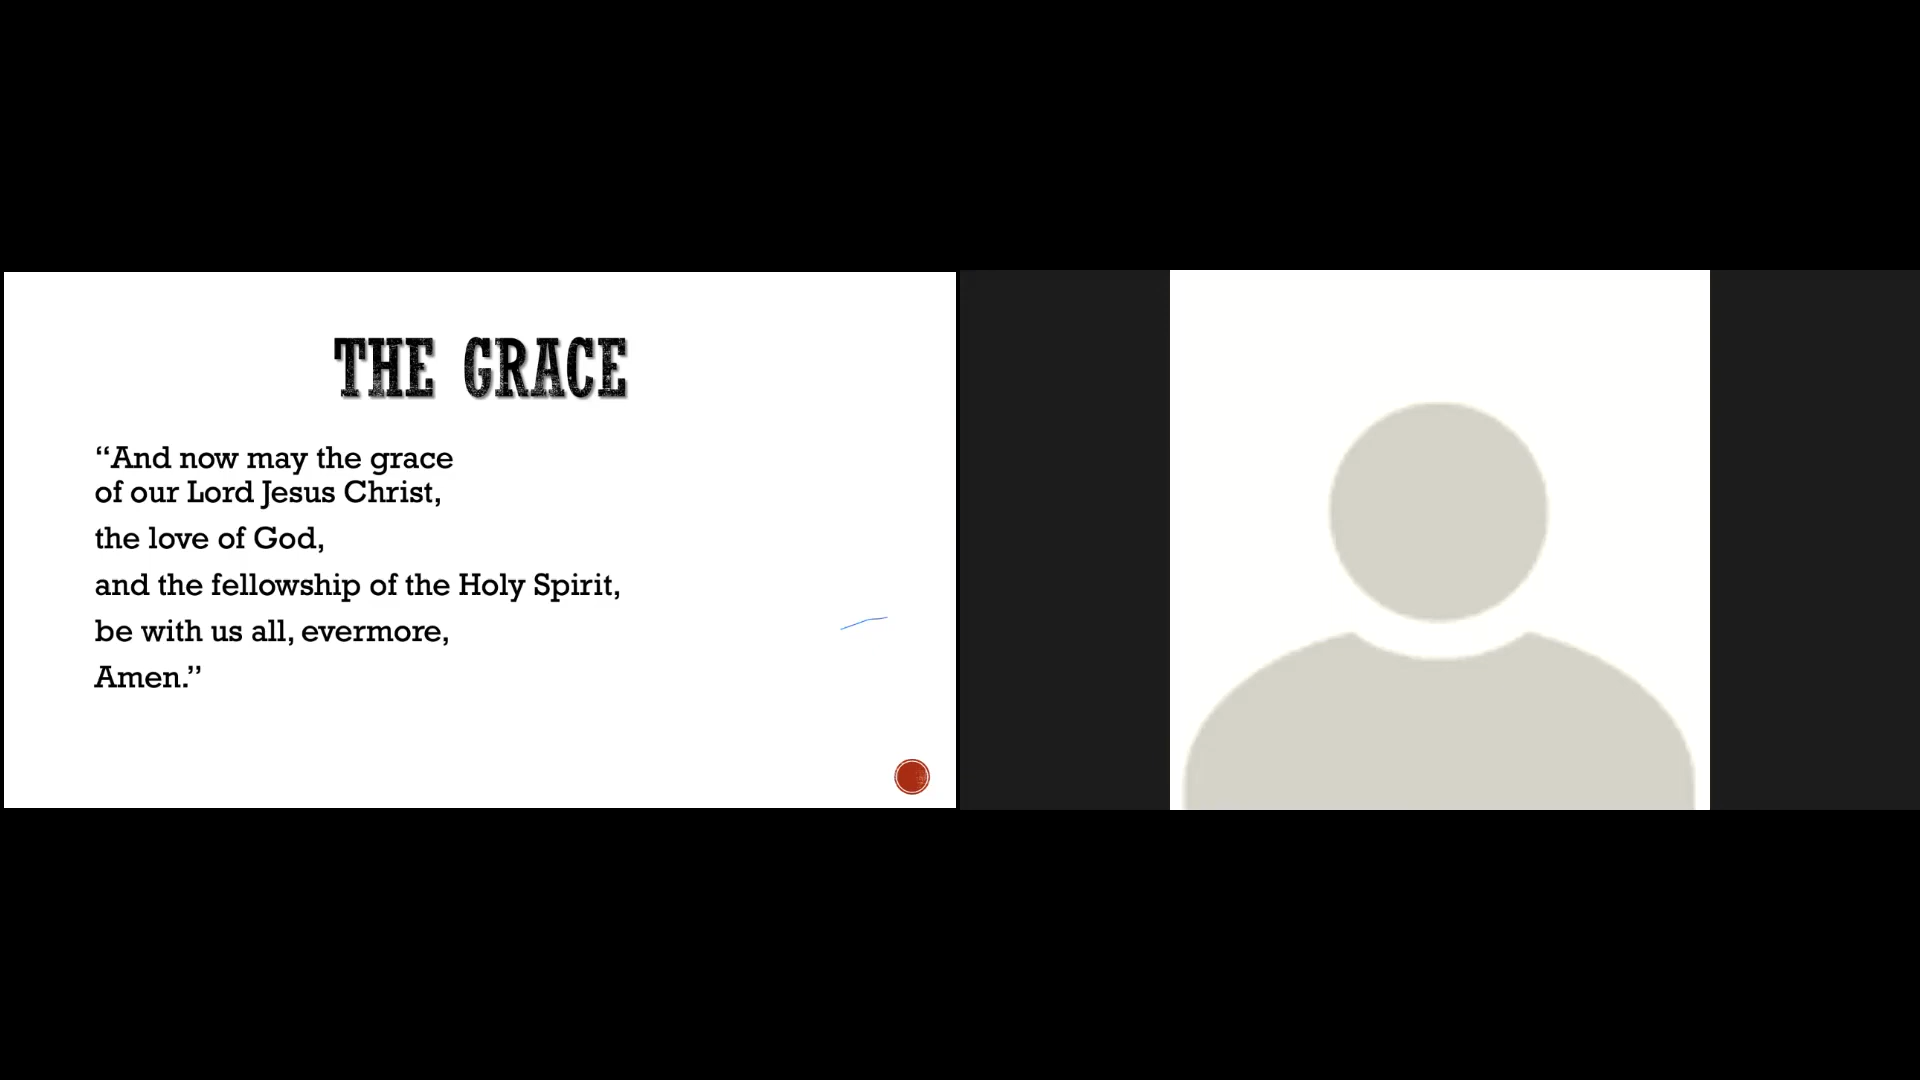 THE GRACE
“And now may the grace
of our Lord Jesus Christ,
the love of God,
and the fellowship of the Holy Spirit,
be with us all, evermore,
Amen.”